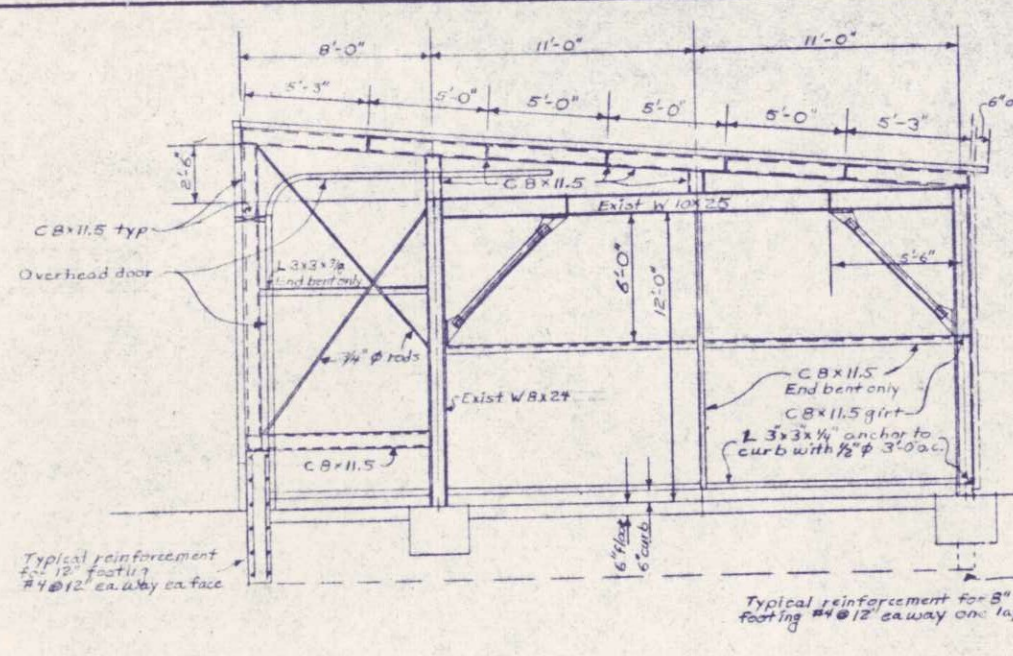 8'-0"
11'-0"
11'-0"
5'-3"
5'-0"
5'-0"
5'-0"
5'-0"
5'-3"
6"
2'-6"
C 8×11.5
Exist W 10×25
C 8×11.5 typ
Overhead door
L 3×3×3/16
End bent only
6'-0"
12'-0"
5'-6"
3/4" φ rods
C 8×11.5
End bent only
Exist W 8×24
C 8×11.5 girt
L 3"×3"×1/4" anchor to
curb with 1/2" φ 3'-0" o.c.
C 8×11.5
6" floor
6" curb
Typical reinforcement
for 12" footing
#4 @ 12" ea. way ea face
Typical reinforcement for 8"
footing #4 @ 12" ea way one